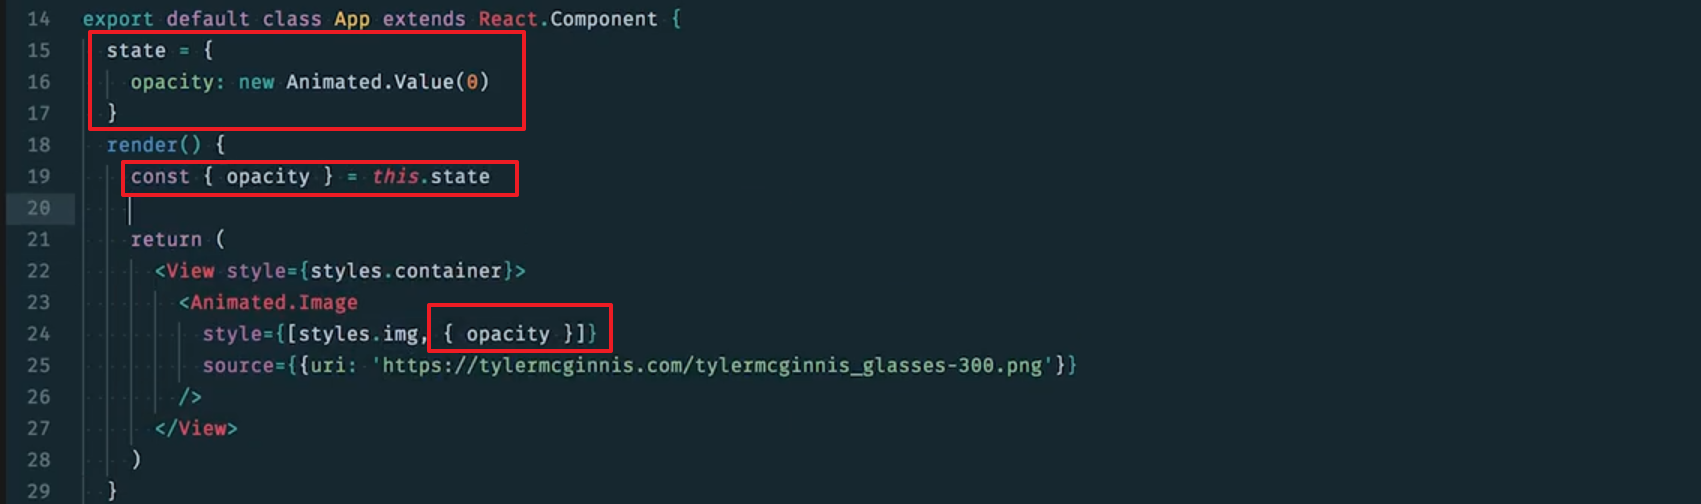 14 export default class App extends React.Component {
15 state = {
16 opacity: new Animated.Value(0)
17 }
18 render() {
19 const { opacity } = this.state
20
21 return (
22 <View style={styles.container}>
23 <Animated.Image
24 style={[styles.img, { opacity }]}
25 source={{uri: 'https://tylermcginnis.com/tylermcginnis_glasses-300.png'}}
26 />
27 </View>
28 )
29 }